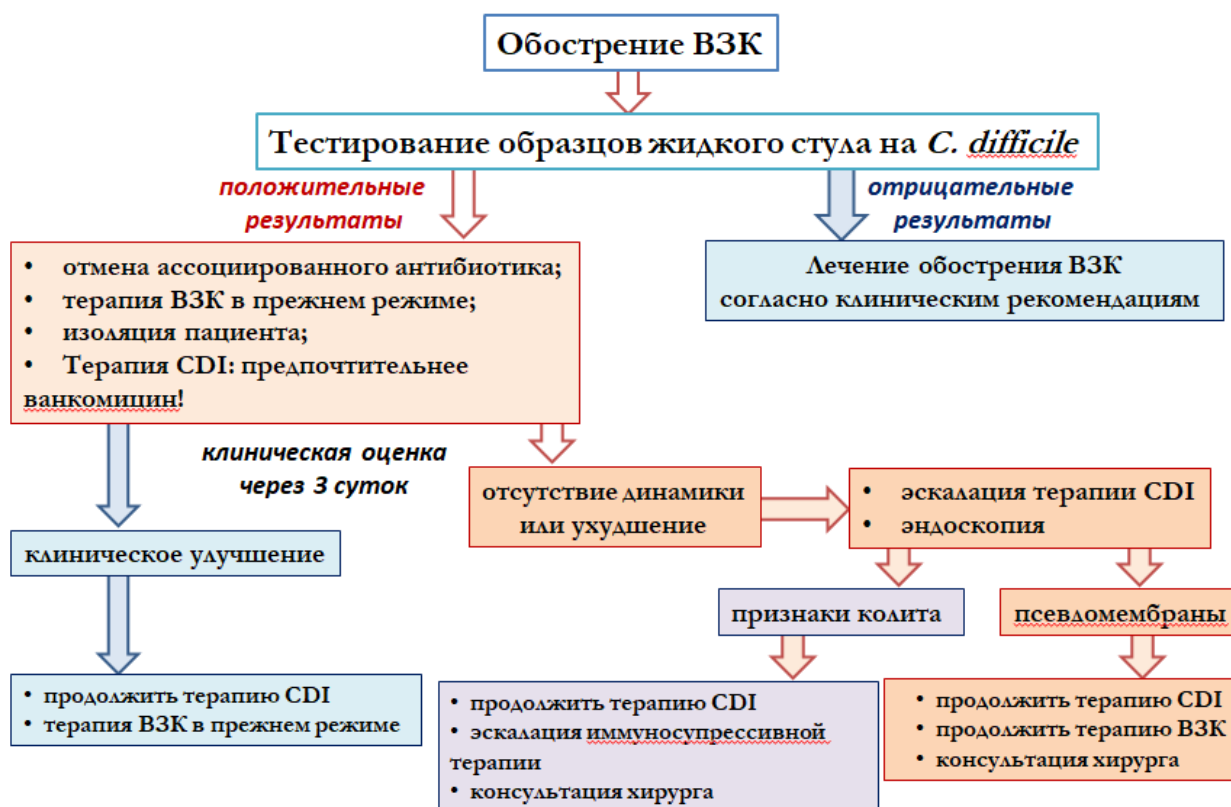 Обострение ВЗК
Тестирование образцов жидкого стула на C. difficile
положительные
результаты
отрицательные
результаты
• отмена ассоциированного антибиотика;
• терапия ВЗК в прежнем режиме;
• изоляция пациента;
• Терапия CDI: предпочтительнее
ванкомицин!
Лечение обострения ВЗК
согласно клиническим рекомендациям
клиническая оценка
через 3 суток
отсутствие динамики
или ухудшение
• эскалация терапии CDI
• эндоскопия
клиническое улучшение
признаки колита
псевдомембраны
• продолжить терапию CDI
• терапия ВЗК в прежнем режиме
• продолжить терапию CDI
• эскалация иммуносупрессивной
терапии
• консультация хирурга
• продолжить терапию CDI
• продолжить терапию ВЗК
• консультация хирурга